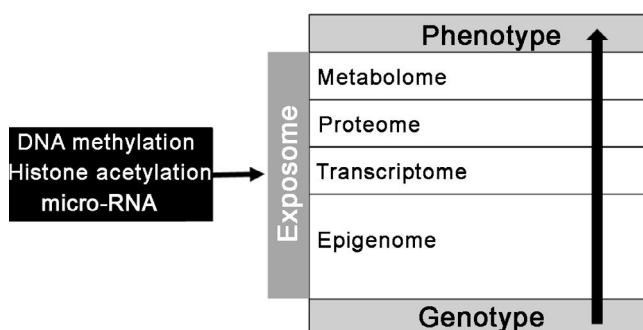 Phenotype
Metabolome
Proteome
Transcriptome
Epigenome
Genotype
Exposome
DNA methylation
Histone acetylation
micro-RNA